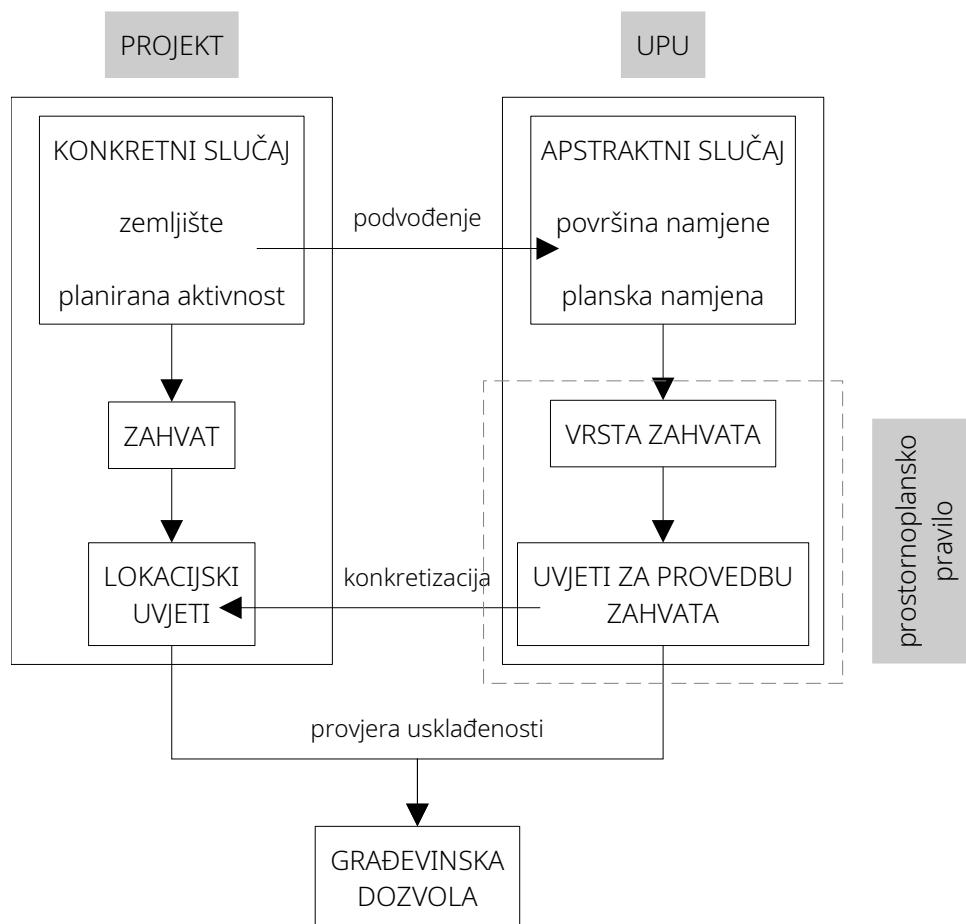 PROJEKT
UPU
KONKRETNI SLUČAJ
zemljište
planirana aktivnost
podvođenje
APSTRAKTNI SLUČAJ
površina namjene
planska namjena
ZAHVAT
VRSTA ZAHVATA
LOKACIJSKI
UVJETI
konkretizacija
UVJETI ZA PROVEDBU
ZAHVATA
prostornoplansko
pravilo
provjera usklađenosti
GRAĐEVINSKA
DOZVOLA